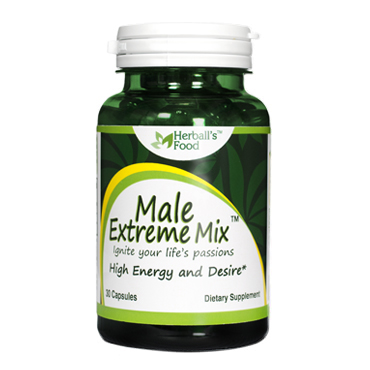 Herball's™
Food
Male
Extreme Mix™
Ignite your life's passions
High Energy and Desire*
30 Capsules
Dietary Supplement